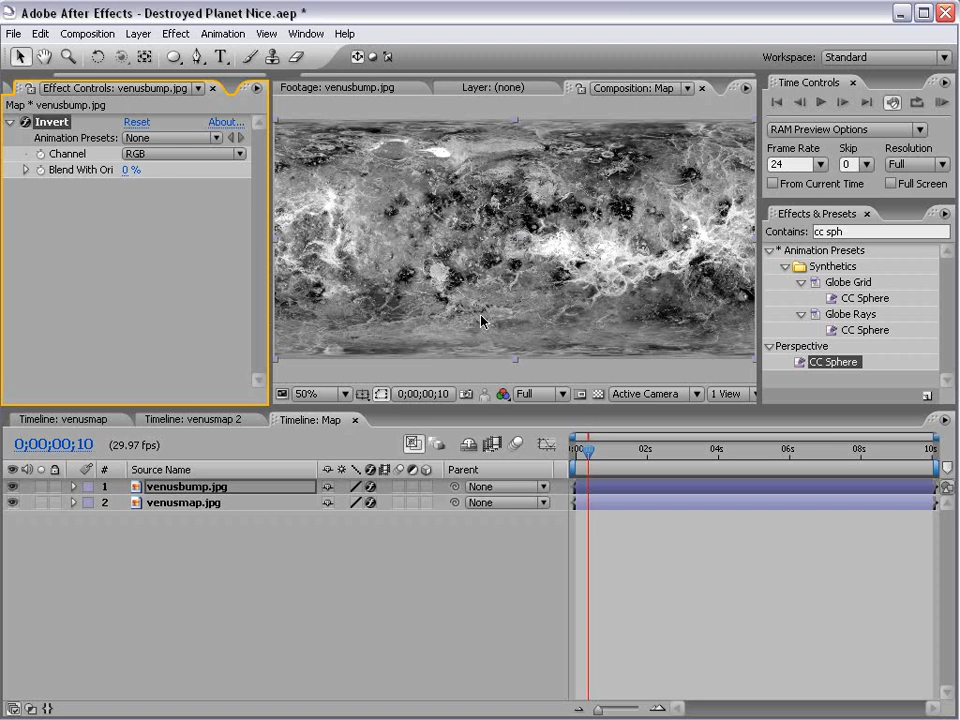 Adobe After Effects - Destroyed Planet Nice.aep *
File Edit Composition Layer Effect Animation View Window Help
Workspace: Standard
Effect Controls: venusbump.jpg
Footage: venusbump.jpg
Layer: (none)
Composition: Map
Time Controls
Map * venusbump.jpg
Invert Reset About...
Animation Presets: None
Channel RGB
Blend With Ori 0 %
RAM Preview Options
Frame Rate Skip Resolution
24 0 Full
From Current Time Full Screen
Effects & Presets
Contains: cc sph
* Animation Presets
Synthetics
Globe Grid
CC Sphere
Globe Rays
CC Sphere
Perspective
CC Sphere
50% 0;00;00;10 Full Active Camera 1 View
Timeline: venusmap Timeline: venusmap 2 Timeline: Map
0;00;00;10 (29.97 fps)
:00s 02s 04s 06s 08s 10s
# Source Name Parent
1 venusbump.jpg None
2 venusmap.jpg None